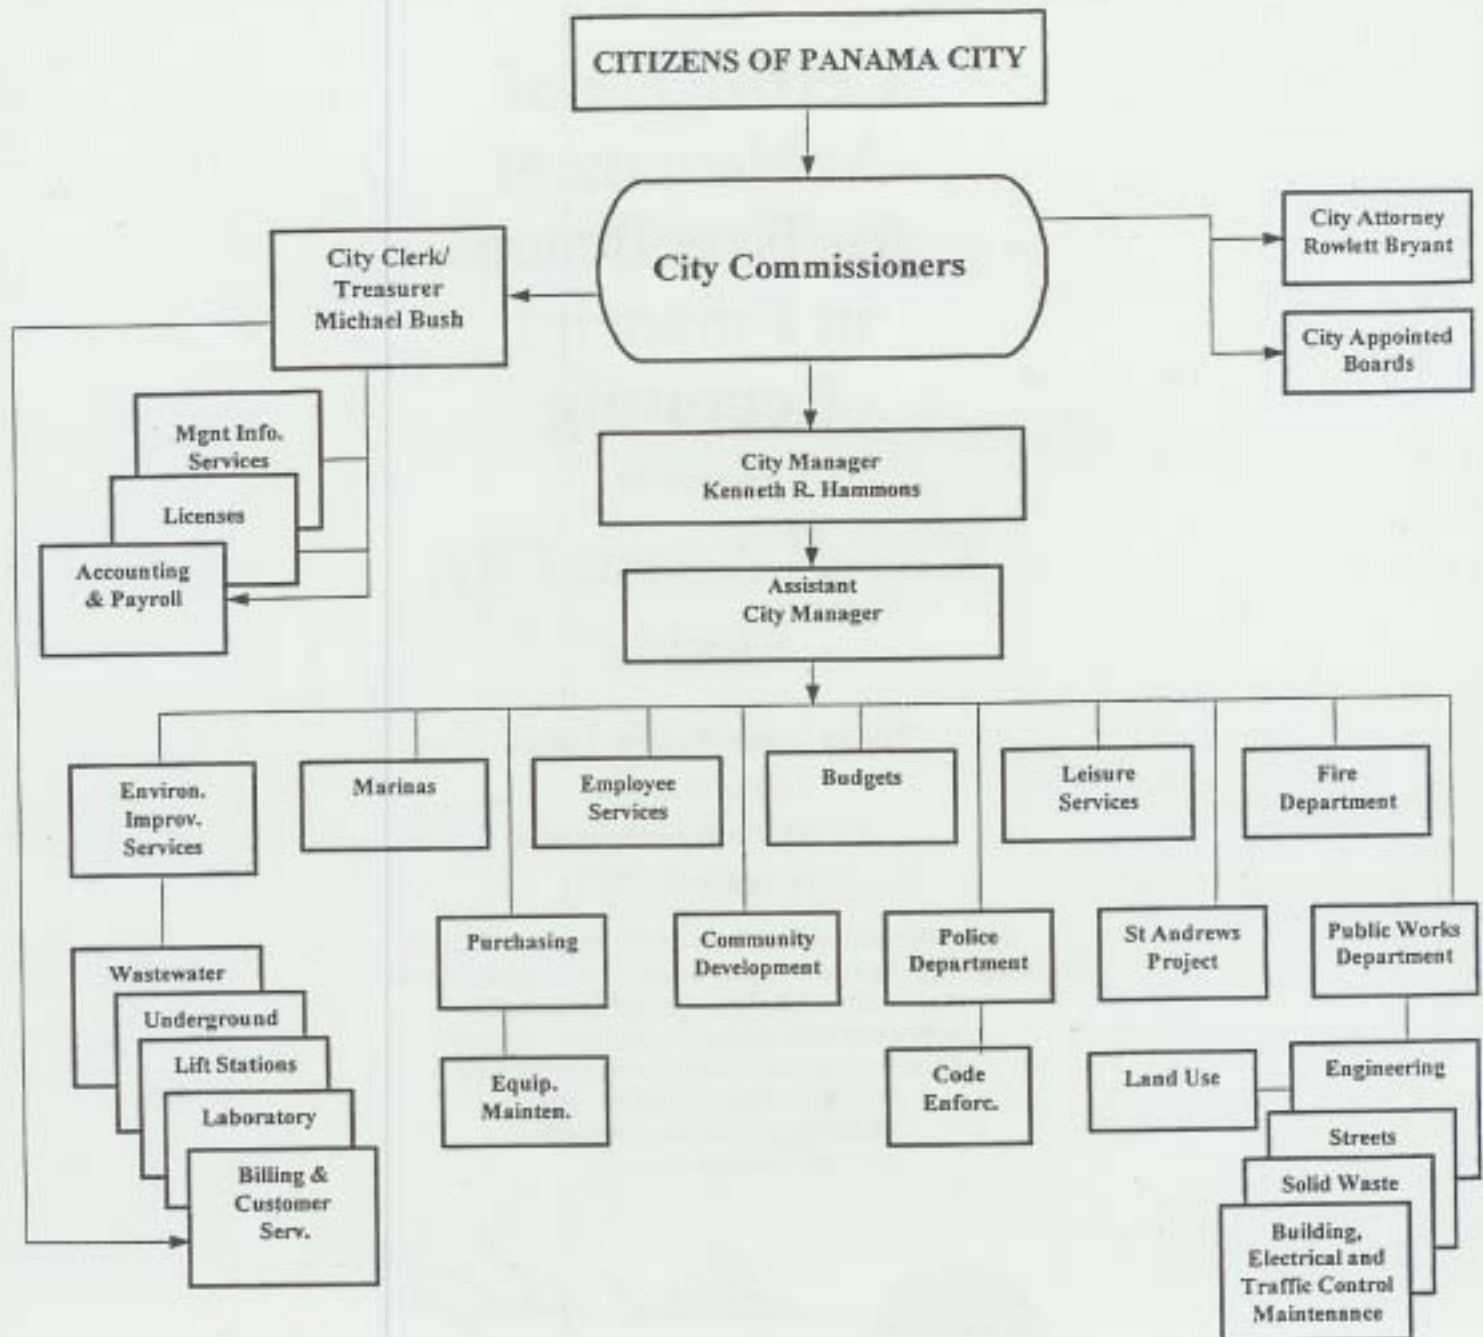 CITIZENS OF PANAMA CITY
City Commissioners
City Attorney
Rowlett Bryant
City Appointed
Boards
City Clerk/
Treasurer
Michael Bush
Mgnt Info.
Services
Licenses
Accounting
& Payroll
City Manager
Kenneth R. Hammons
Assistant
City Manager
Environ.
Improv.
Services
Marinas
Employee
Services
Budgets
Leisure
Services
Fire
Department
Purchasing
Community
Development
Police
Department
St Andrews
Project
Public Works
Department
Wastewater
Underground
Lift Stations
Laboratory
Billing &
Customer
Serv.
Equip.
Mainten.
Code
Enforc.
Land Use
Engineering
Streets
Solid Waste
Building,
Electrical and
Traffic Control
Maintenance